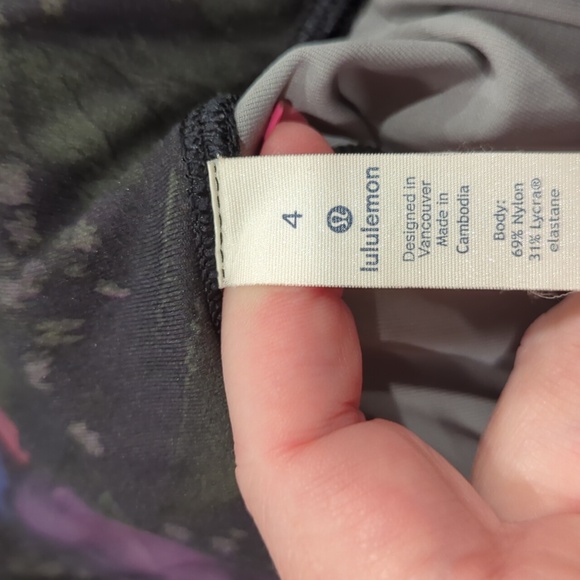 4
lululemon
Designed in
Vancouver
Made in
Cambodia
Body:
69% Nylon
31% Lycra®
elastane